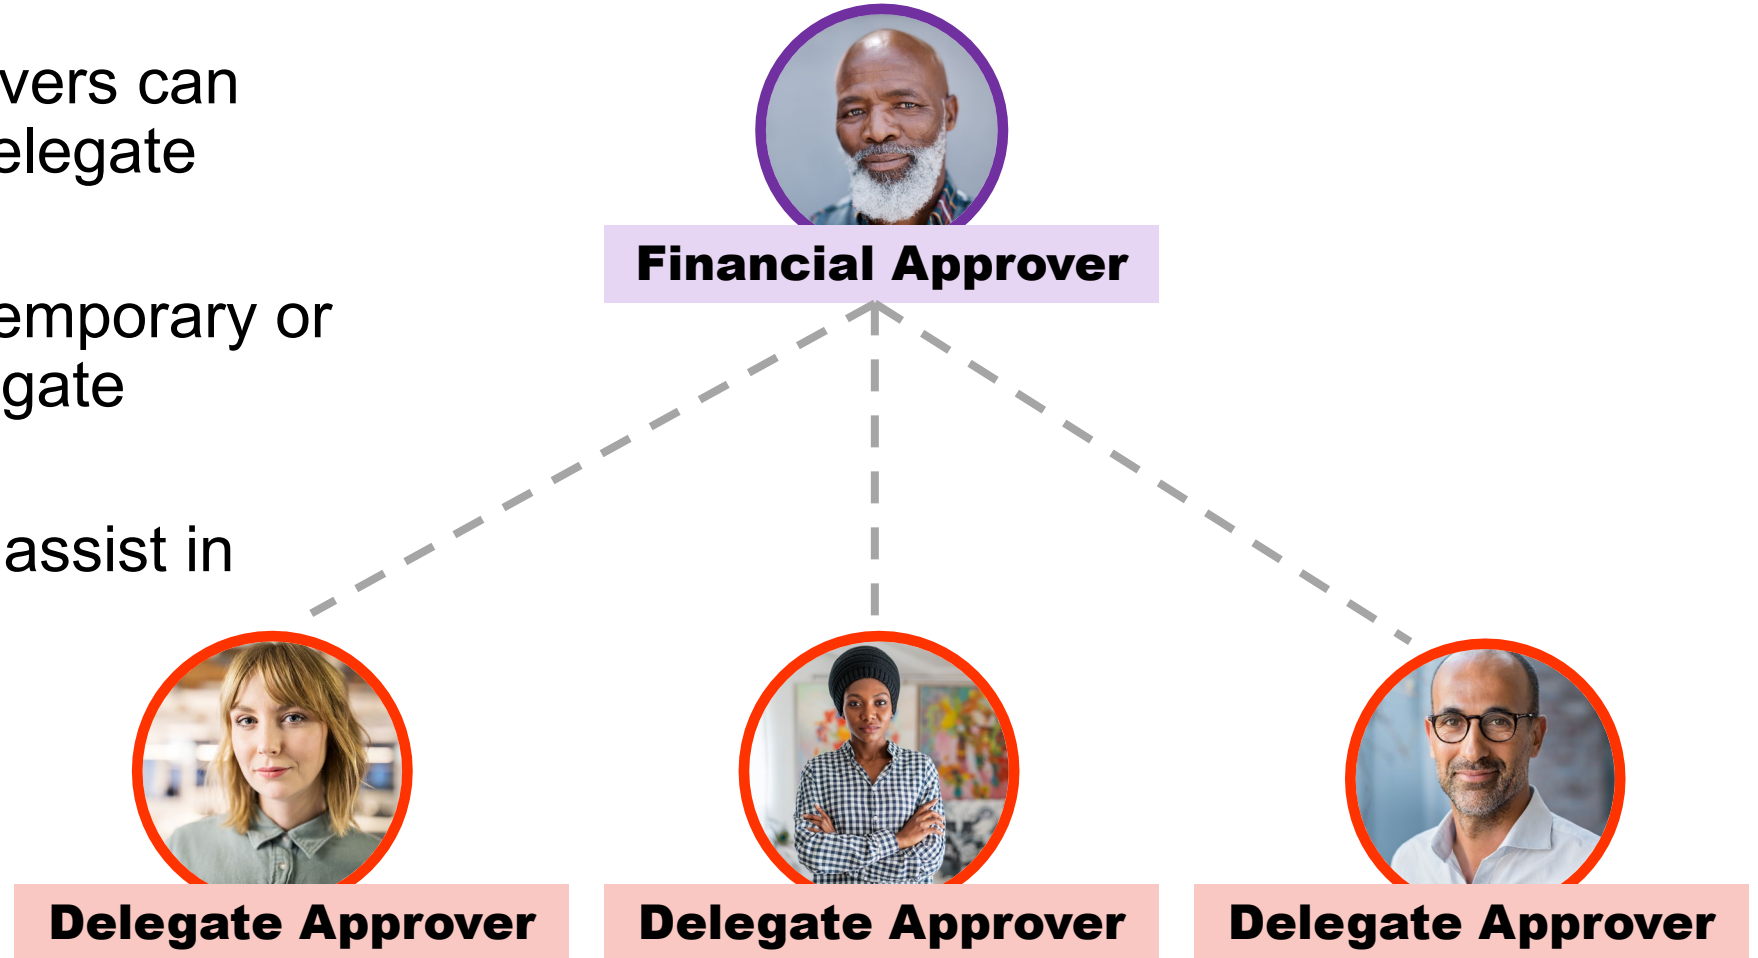 vers can
elegate
Financial Approver
emporary or
gate
assist in
Delegate Approver
Delegate Approver
Delegate Approver